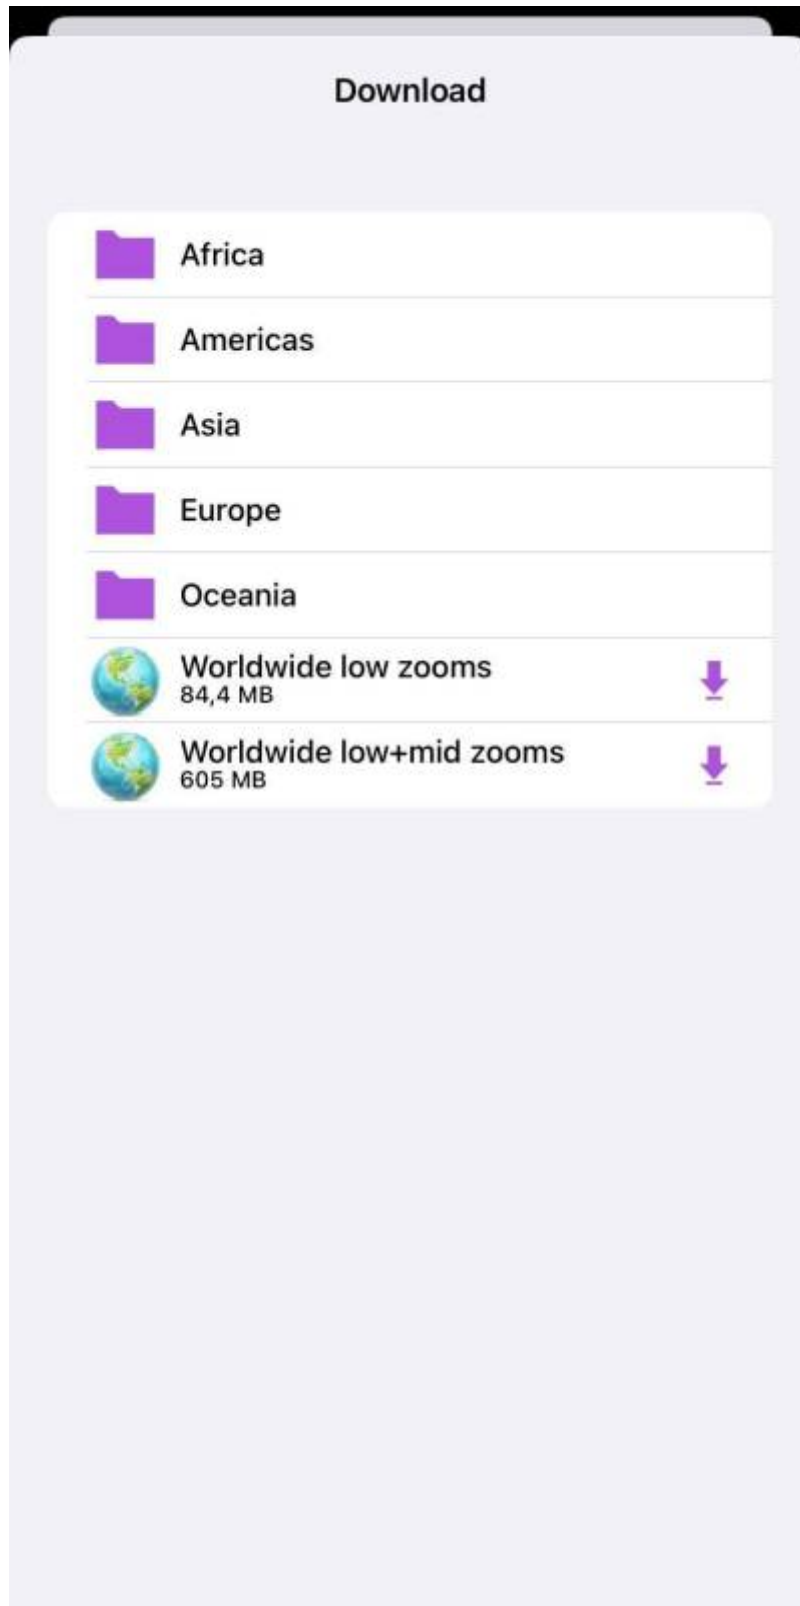 Download
Africa
Americas
Asia
Europe
Oceania
Worldwide low zooms
84,4 MB
Worldwide low+mid zooms
605 MB